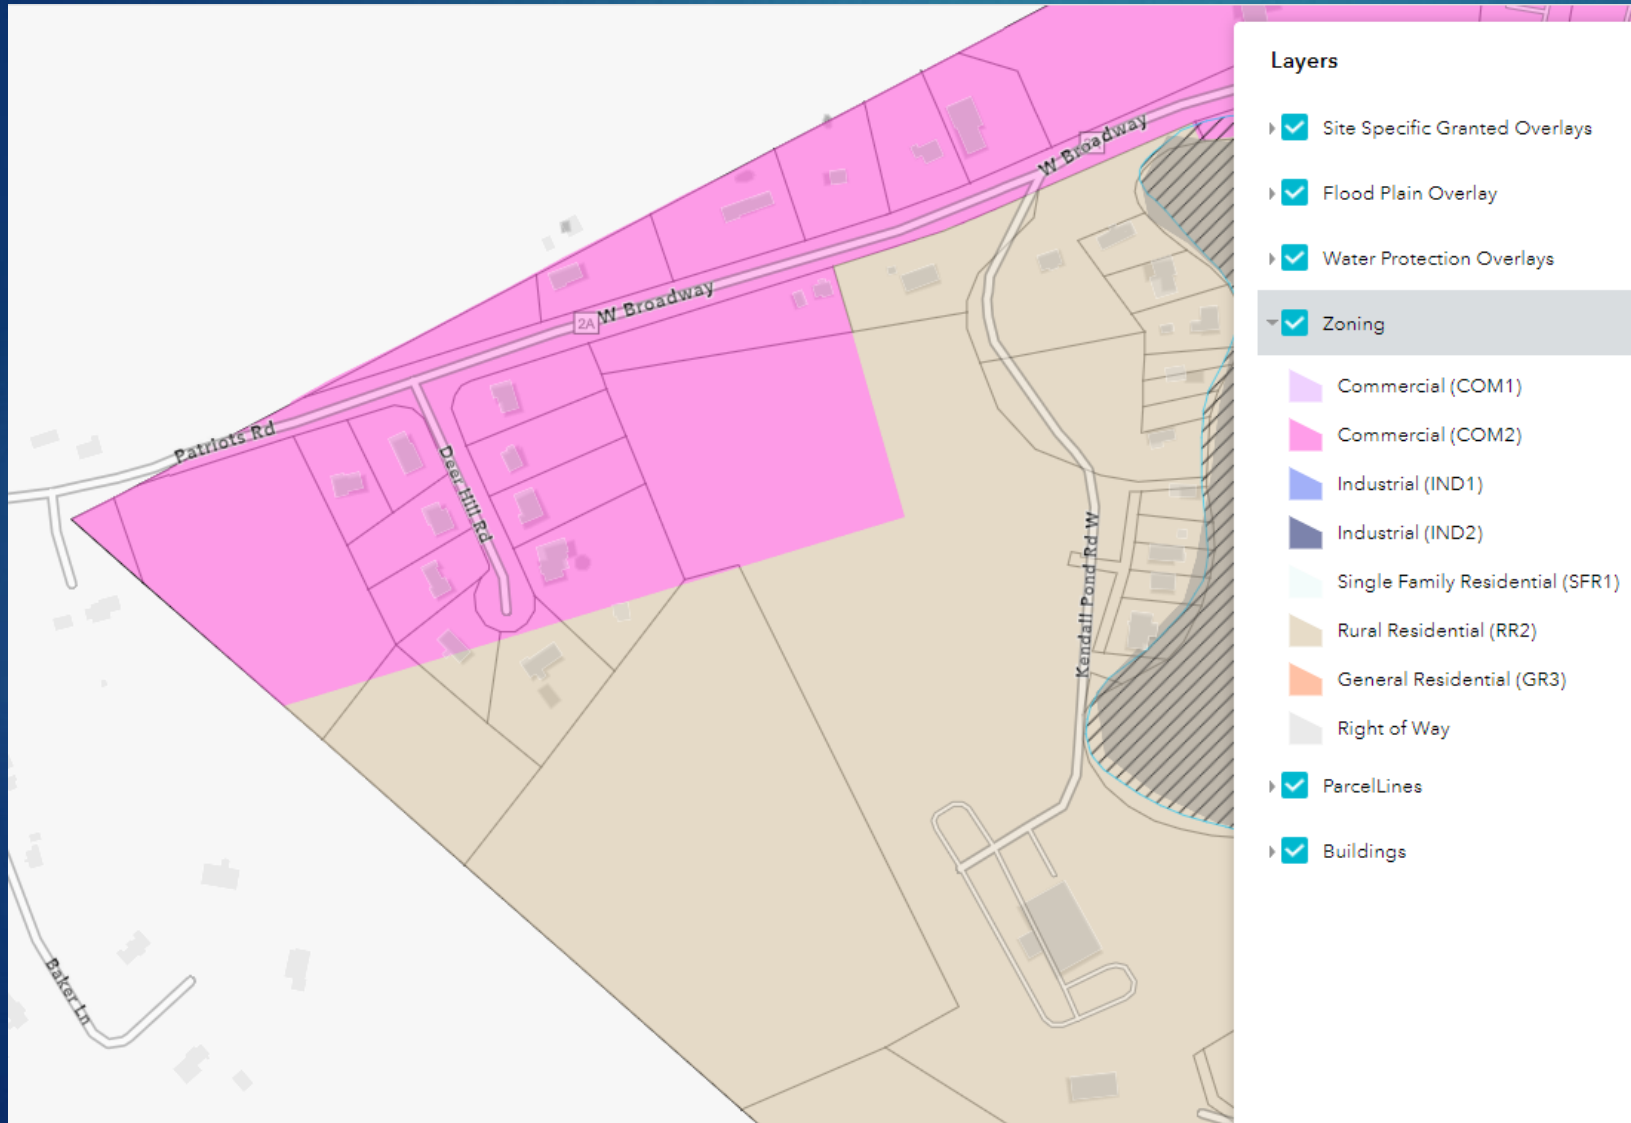 W Broadway
2A
W Broadway
Patriots Rd
Deer Hill Rd
Kendall Pond Rd W
Baker Ln
Layers
Site Specific Granted Overlays
Flood Plain Overlay
Water Protection Overlays
Zoning
Commercial (COM1)
Commercial (COM2)
Industrial (IND1)
Industrial (IND2)
Single Family Residential (SFR1)
Rural Residential (RR2)
General Residential (GR3)
Right of Way
ParcelLines
Buildings